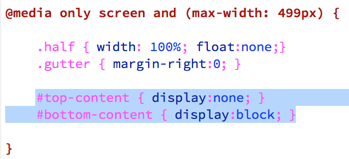 @media only screen and (max-width: 499px) {
.half { width: 100%; float:none;}
.gutter { margin-right:0; }
#top-content { display:none; }
#bottom-content { display:block; }
}